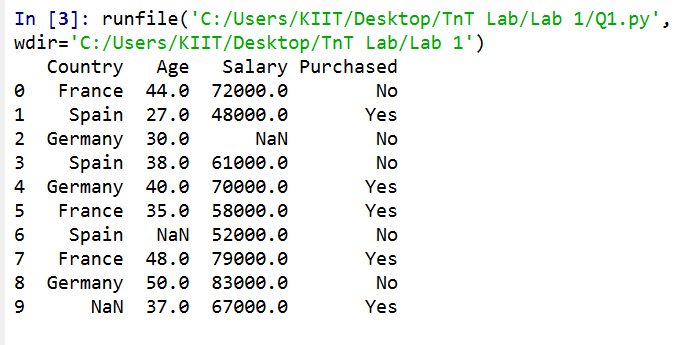 In [3]: runfile('C:/Users/KIIT/Desktop/TnT Lab/Lab 1/Q1.py',
wdir='C:/Users/KIIT/Desktop/TnT Lab/Lab 1')
   Country   Age   Salary Purchased
0   France  44.0  72000.0        No
1    Spain  27.0  48000.0       Yes
2  Germany  30.0      NaN        No
3    Spain  38.0  61000.0        No
4  Germany  40.0  70000.0       Yes
5   France  35.0  58000.0       Yes
6    Spain   NaN  52000.0        No
7   France  48.0  79000.0       Yes
8  Germany  50.0  83000.0        No
9      NaN  37.0  67000.0       Yes